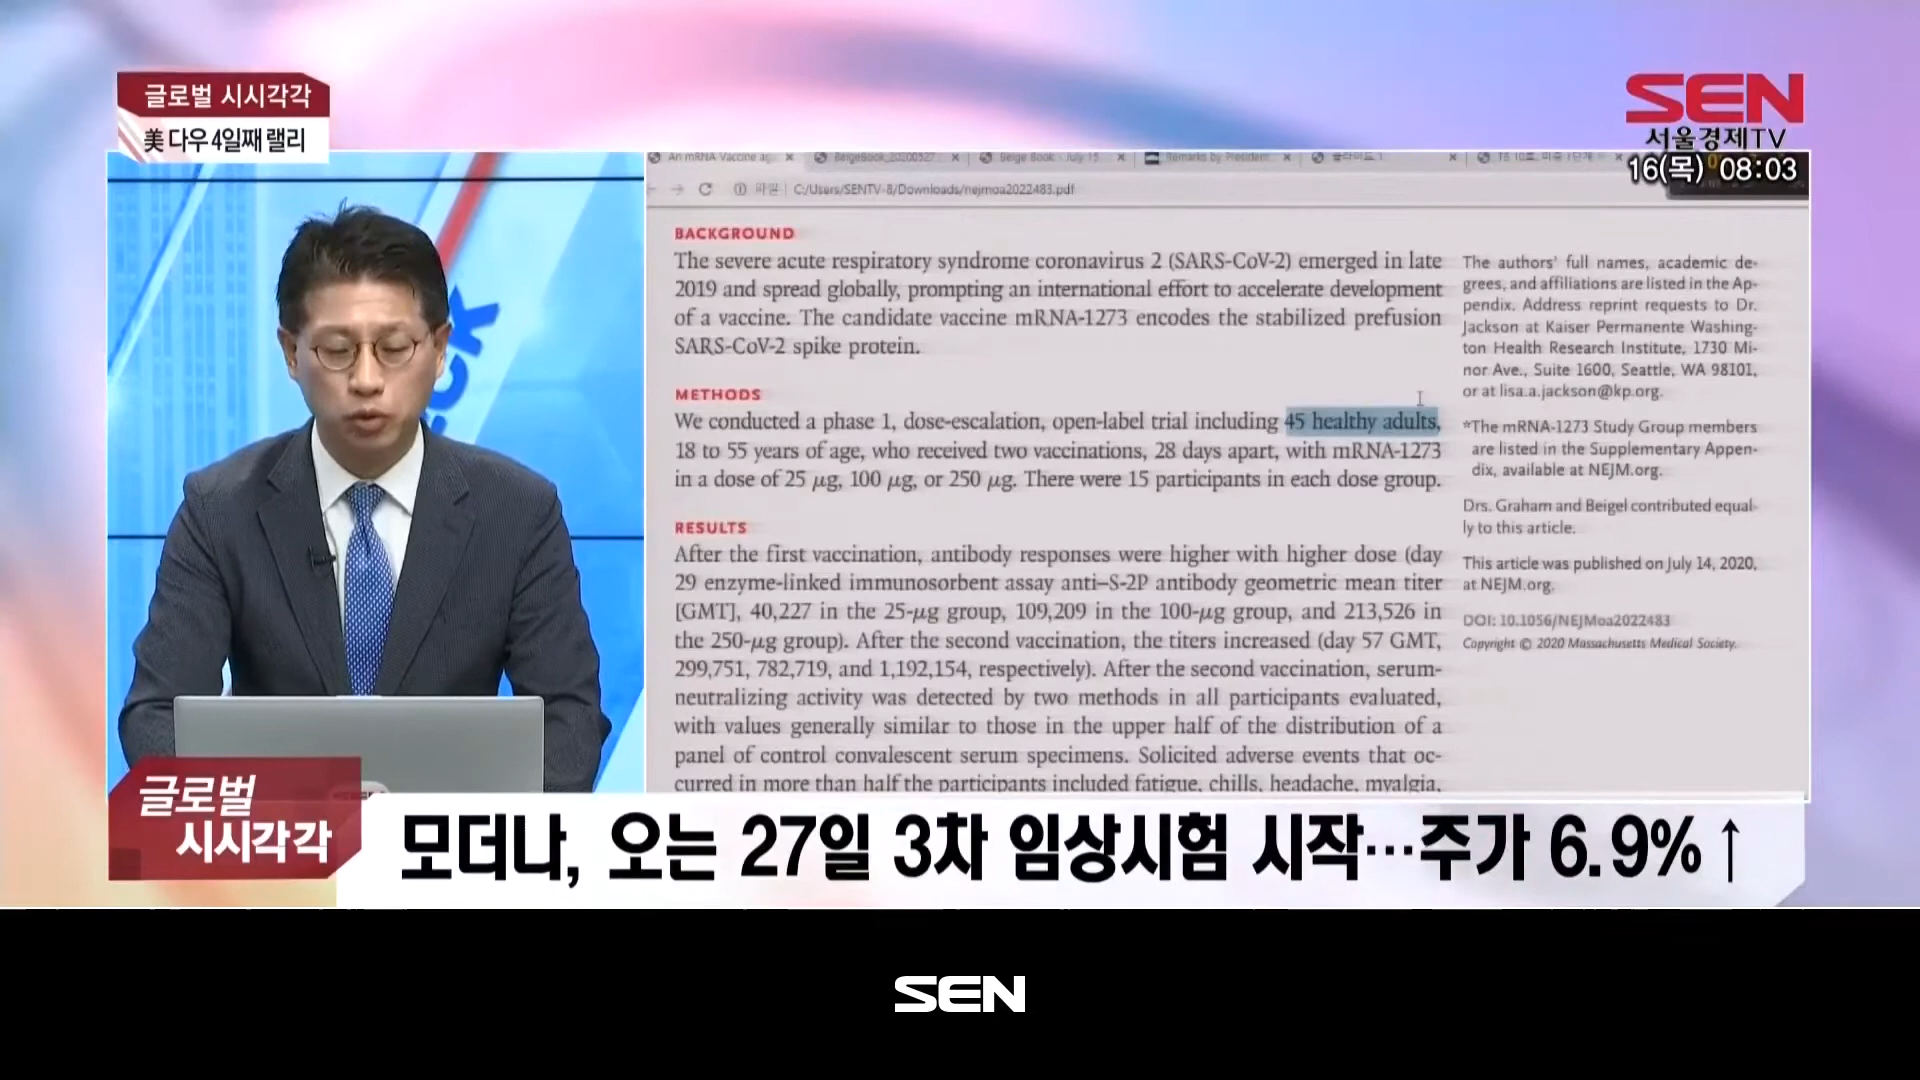 글로벌 시시각각
美 다우 4일째 랠리
SEN
서울경제TV
16(목) 08:03
An mRNA Vaccine aga
BeigeBook_20200527
Beige Book - July 15
Remarks by President
C:/Users/SENTV-8/Downloads/nejmoa2022483.pdf
BACKGROUND
The severe acute respiratory syndrome coronavirus 2 (SARS-CoV-2) emerged in late
2019 and spread globally, prompting an international effort to accelerate development
of a vaccine. The candidate vaccine mRNA-1273 encodes the stabilized prefusion
SARS-CoV-2 spike protein.
METHODS
We conducted a phase 1, dose-escalation, open-label trial including 45 healthy adults,
18 to 55 years of age, who received two vaccinations, 28 days apart, with mRNA-1273
in a dose of 25 μg, 100 μg, or 250 μg. There were 15 participants in each dose group.
RESULTS
After the first vaccination, antibody responses were higher with higher dose (day
29 enzyme-linked immunosorbent assay anti–S-2P antibody geometric mean titer
[GMT], 40,227 in the 25-μg group, 109,209 in the 100-μg group, and 213,526 in
the 250-μg group). After the second vaccination, the titers increased (day 57 GMT,
299,751, 782,719, and 1,192,154, respectively). After the second vaccination, serum-
neutralizing activity was detected by two methods in all participants evaluated,
with values generally similar to those in the upper half of the distribution of a
panel of control convalescent serum specimens. Solicited adverse events that oc-
curred in more than half the participants included fatigue, chills, headache, myalgia,
The authors' full names, academic de-
grees, and affiliations are listed in the Ap-
pendix. Address reprint requests to Dr.
Jackson at Kaiser Permanente Washing-
ton Health Research Institute, 1730 Mi-
nor Ave., Suite 1600, Seattle, WA 98101,
or at lisa.a.jackson@kp.org.
*The mRNA-1273 Study Group members
are listed in the Supplementary Appen-
dix, available at NEJM.org.
Drs. Graham and Beigel contributed equal-
ly to this article.
This article was published on July 14, 2020,
at NEJM.org.
DOI: 10.1056/NEJMoa2022483
Copyright © 2020 Massachusetts Medical Society.
글로벌
시시각각
모더나, 오는 27일 3차 임상시험 시작…주가 6.9%↑
SEN